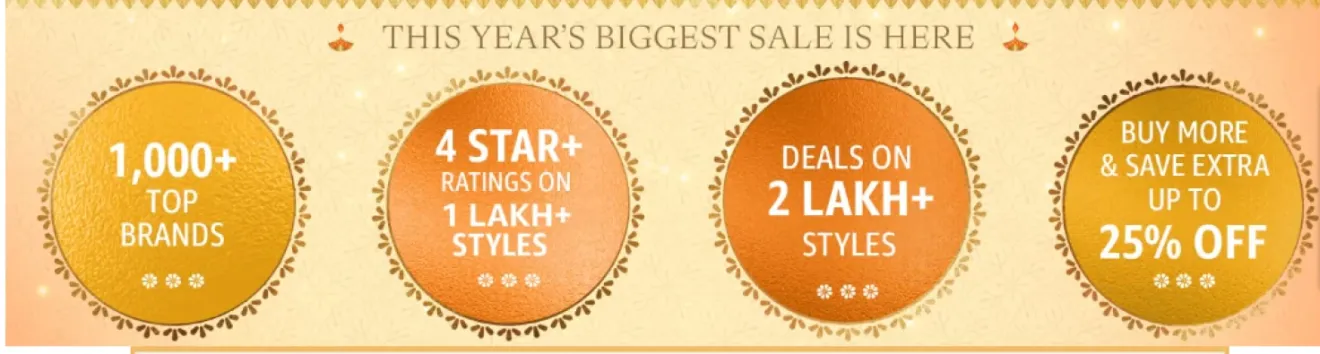 THIS YEAR'S BIGGEST SALE IS HERE
1,000+
TOP
BRANDS
4 STAR+
RATINGS ON
1 LAKH+
STYLES
DEALS ON
2 LAKH+
STYLES
BUY MORE
& SAVE EXTRA
UP TO
25% OFF